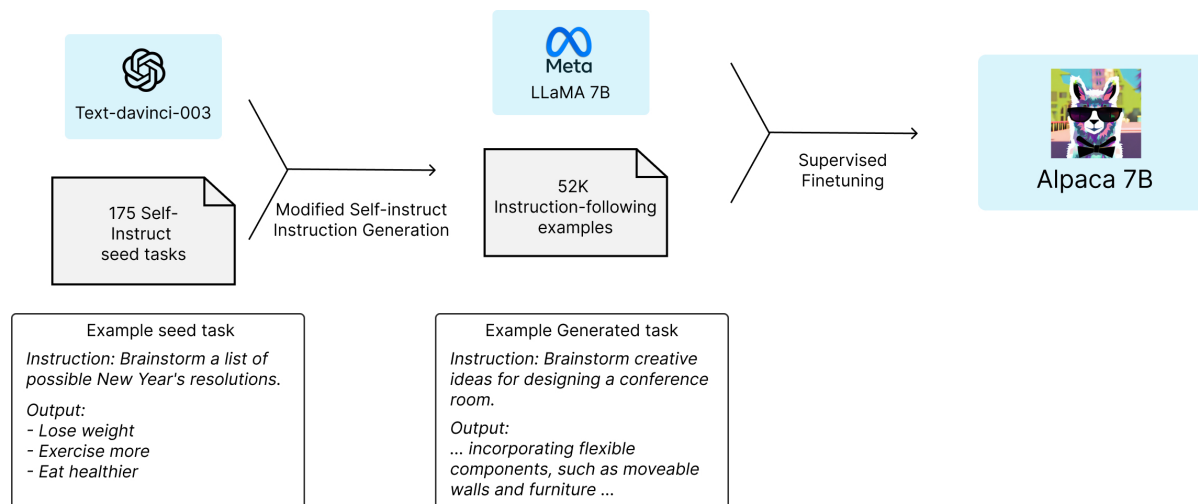 Text-davinci-003
175 Self-
Instruct
seed tasks
Modified Self-instruct
Instruction Generation
Meta
LLaMA 7B
52K
Instruction-following
examples
Supervised
Finetuning
Alpaca 7B
Example seed task
Instruction: Brainstorm a list of
possible New Year's resolutions.
Output:
- Lose weight
- Exercise more
- Eat healthier
Example Generated task
Instruction: Brainstorm creative
ideas for designing a conference
room.
Output:
... incorporating flexible
components, such as moveable
walls and furniture ...